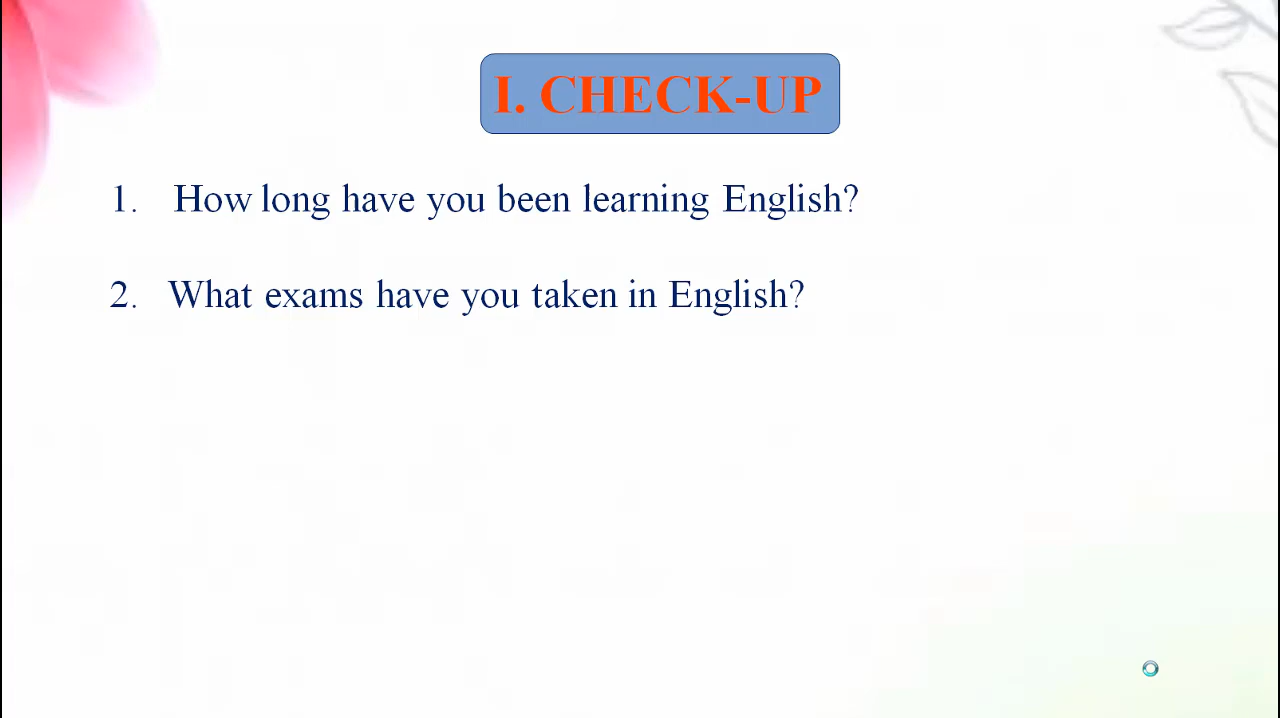 I. CHECK-UP
1. How long have you been learning English?
2. What exams have you taken in English?